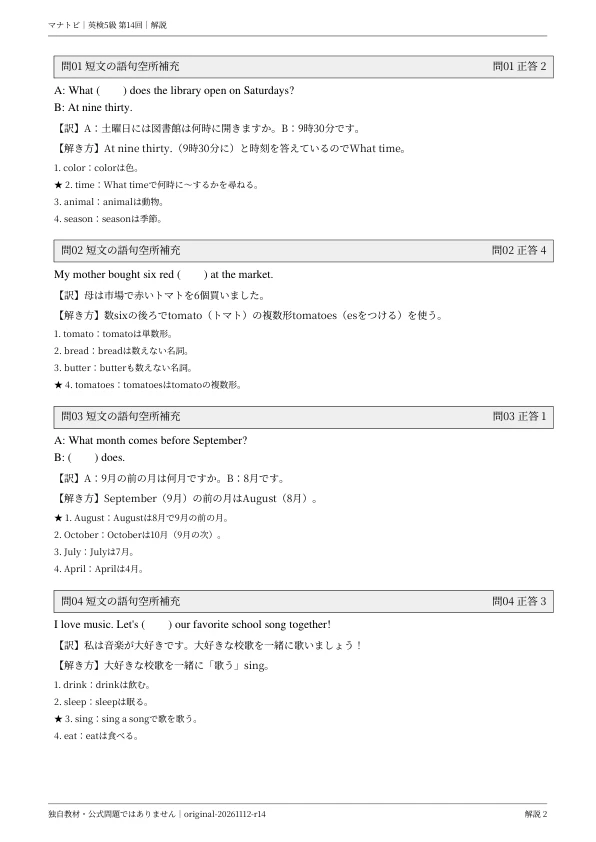 マナトビ｜英検5級 第14回｜解説
問01 短文の語句空所補充 問01 正答 2
A: What (　　) does the library open on Saturdays?
B: At nine thirty.
【訳】A：土曜日には図書館は何時に開きますか。B：9時30分です。
【解き方】At nine thirty.（9時30分に）と時刻を答えているのでWhat time。
1. color：colorは色。
★ 2. time：What timeで何時に～するかを尋ねる。
3. animal：animalは動物。
4. season：seasonは季節。
問02 短文の語句空所補充 問02 正答 4
My mother bought six red (　　) at the market.
【訳】母は市場で赤いトマトを6個買いました。
【解き方】数sixの後ろでtomato（トマト）の複数形tomatoes（esをつける）を使う。
1. tomato：tomatoは単数形。
2. bread：breadは数えない名詞。
3. butter：butterも数えない名詞。
★ 4. tomatoes：tomatoesはtomatoの複数形。
問03 短文の語句空所補充 問03 正答 1
A: What month comes before September?
B: (　　) does.
【訳】A：9月の前の月は何月ですか。B：8月です。
【解き方】September（9月）の前の月はAugust（8月）。
★ 1. August：Augustは8月で9月の前の月。
2. October：Octoberは10月（9月の次）。
3. July：Julyは7月。
4. April：Aprilは4月。
問04 短文の語句空所補充 問04 正答 3
I love music. Let's (　　) our favorite school song together!
【訳】私は音楽が大好きです。大好きな校歌を一緒に歌いましょう！
【解き方】大好きな校歌を一緒に「歌う」sing。
1. drink：drinkは飲む。
2. sleep：sleepは眠る。
★ 3. sing：sing a songで歌を歌う。
4. eat：eatは食べる。
独自教材・公式問題ではありません｜original-20261112-r14 解説 2